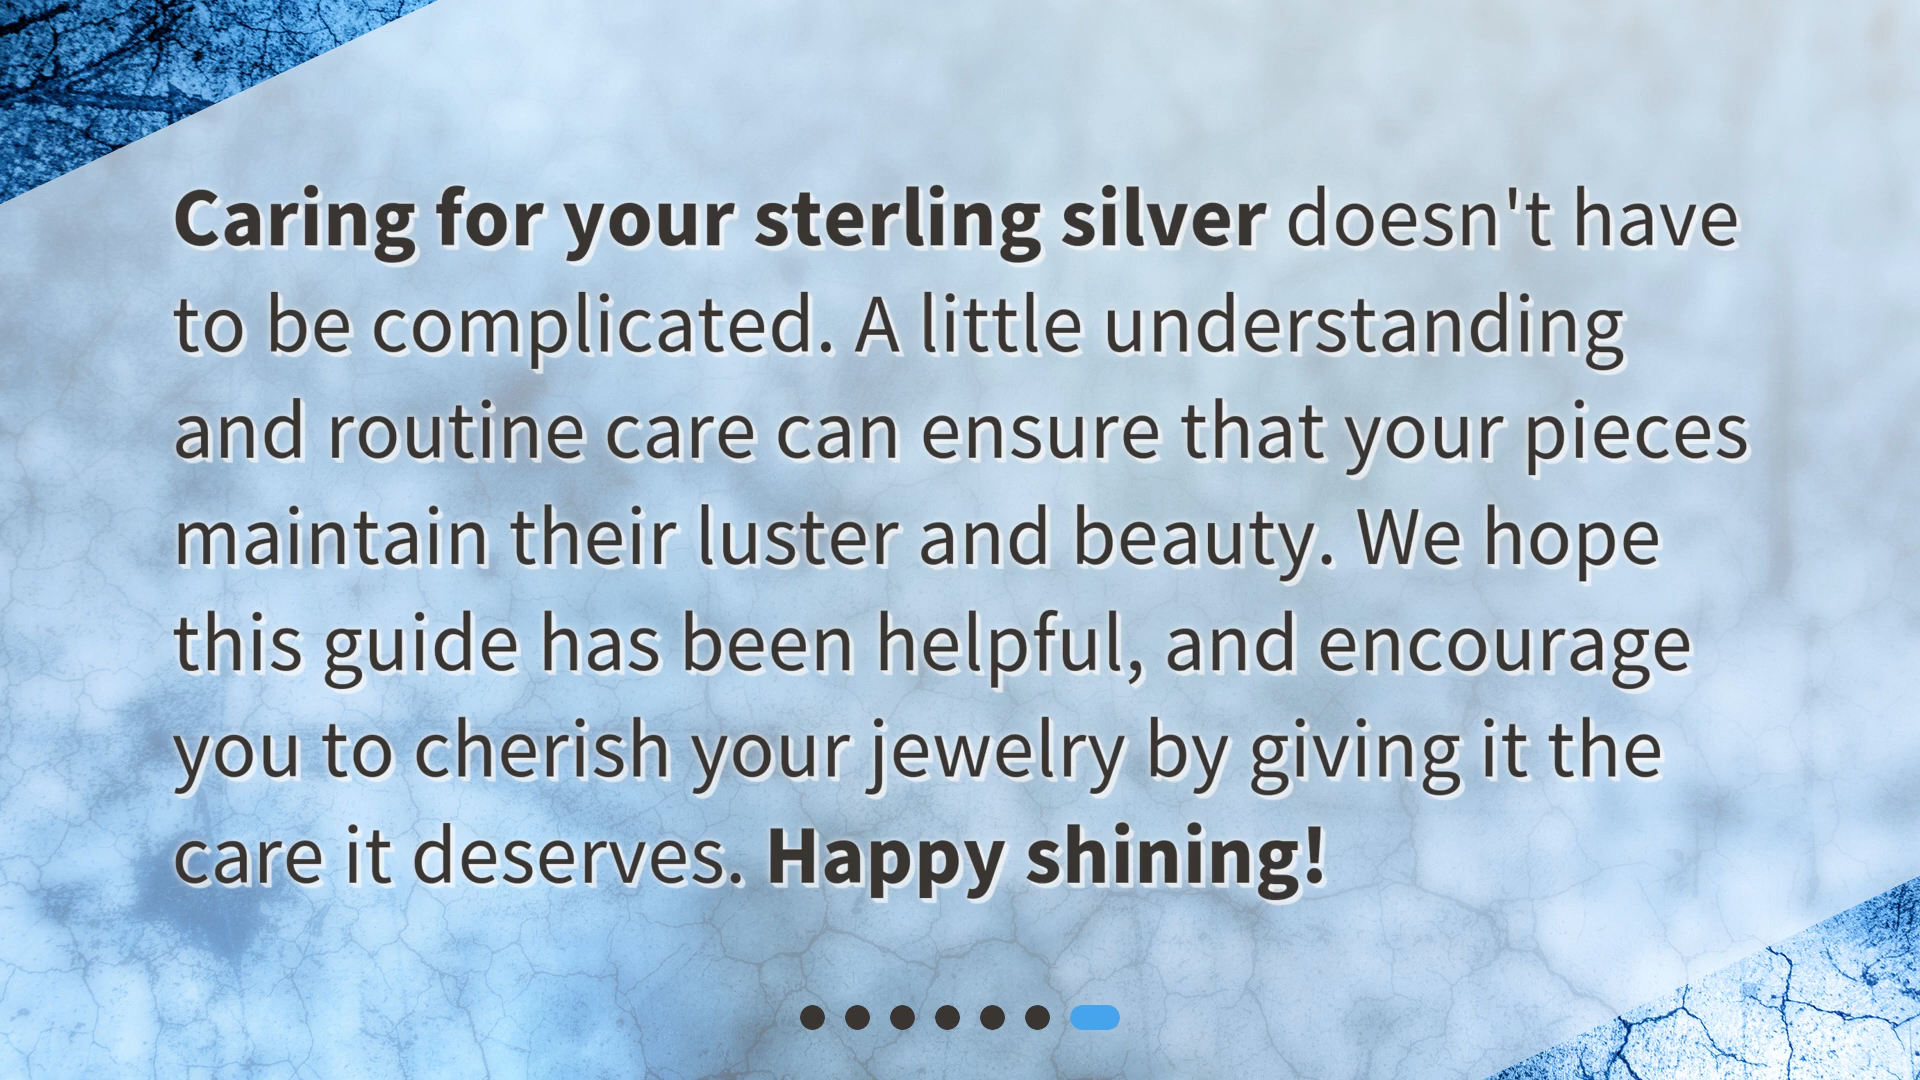 Caring for your sterling silver doesn't have
to be complicated. A little understanding
and routine care can ensure that your pieces
maintain their luster and beauty. We hope
this guide has been helpful, and encourage
you to cherish your jewelry by giving it the
care it deserves. Happy shining!